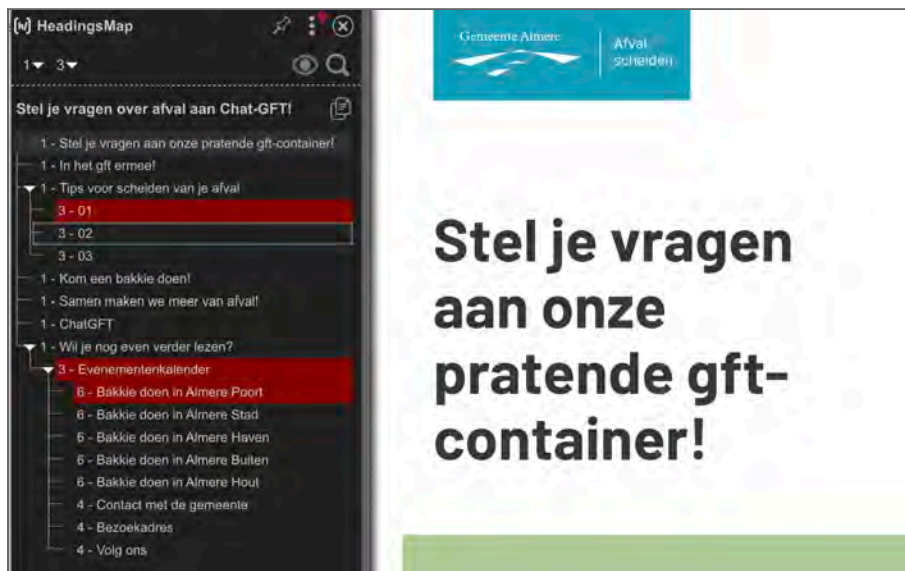 HeadingsMap
1 3
Stel je vragen over afval aan Chat-GFT!
1 - Stel je vragen aan onze pratende gft-container!
1 - In het gft ermee!
1 - Tips voor scheiden van je afval
3 - 01
3 - 02
3 - 03
1 - Kom een bakkie doen!
1 - Samen maken we meer van afval!
1 - ChatGFT
1 - Wil je nog even verder lezen?
3 - Evenementenkalender
6 - Bakkie doen in Almere Poort
6 - Bakkie doen in Almere Stad
6 - Bakkie doen in Almere Haven
6 - Bakkie doen in Almere Buiten
6 - Bakkie doen in Almere Hout
4 - Contact met de gemeente
4 - Bezoekadres
4 - Volg ons
Gemeente Almere
Afval
scheiden
Stel je vragen
aan onze
pratende gft-
container!